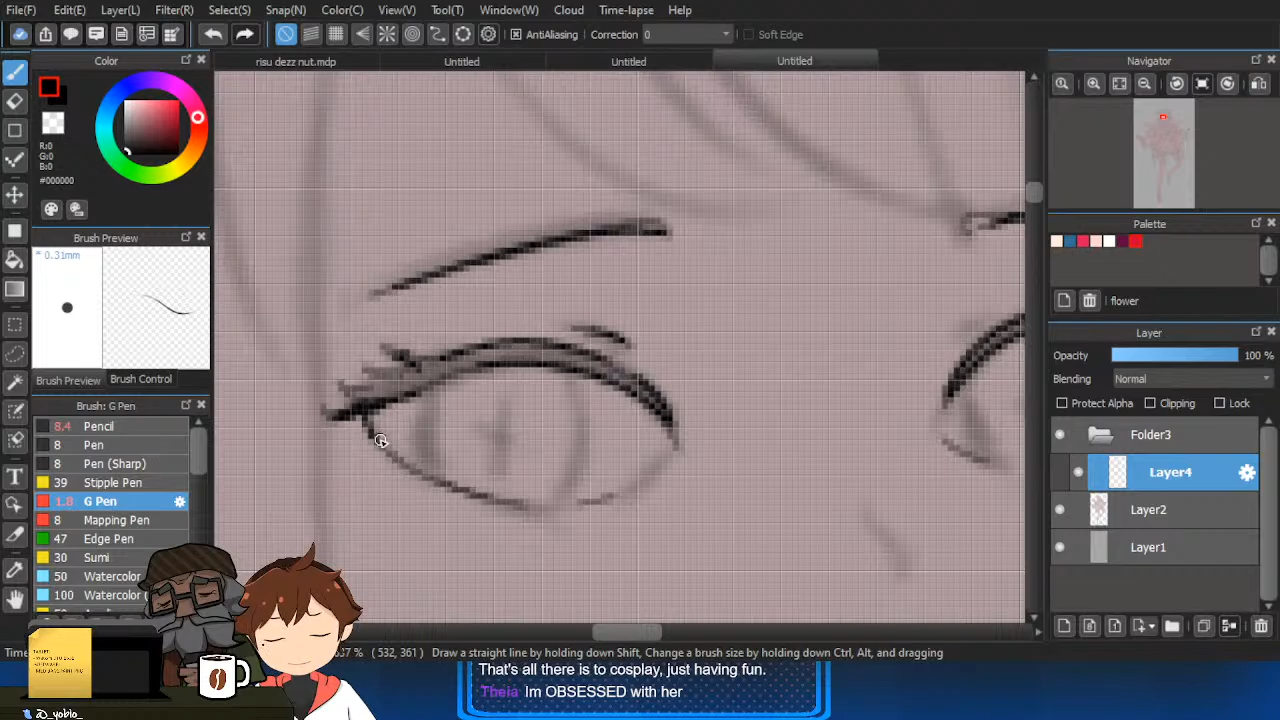 File(F) Edit(E) Layer(L) Filter(R) Select(S) Snap(N) Color(C) View(V) Tool(T) Window(W) Cloud Time-lapse Help
AntiAliasing Correction 0 Soft Edge
Color
risu dezz nut.mdp Untitled Untitled Untitled
R:0
G:0
B:0
#000000
Brush Preview
* 0.31mm
Brush Preview Brush Control
Brush: G Pen
8.4 Pencil
8 Pen
8 Pen (Sharp)
39 Stipple Pen
1.8 G Pen
8 Mapping Pen
47 Edge Pen
30 Sumi
50 Watercolor
100 Watercolor (
Navigator
Palette
flower
Layer
Opacity 100 %
Blending Normal
Protect Alpha Clipping Lock
Folder3
Layer4
Layer2
Layer1
( 532, 361 ) Draw a straight line by holding down Shift, Change a brush size by holding down Ctrl, Alt, and dragging
That's all there is to cosplay, just having fun.
Theia Im OBSESSED with her